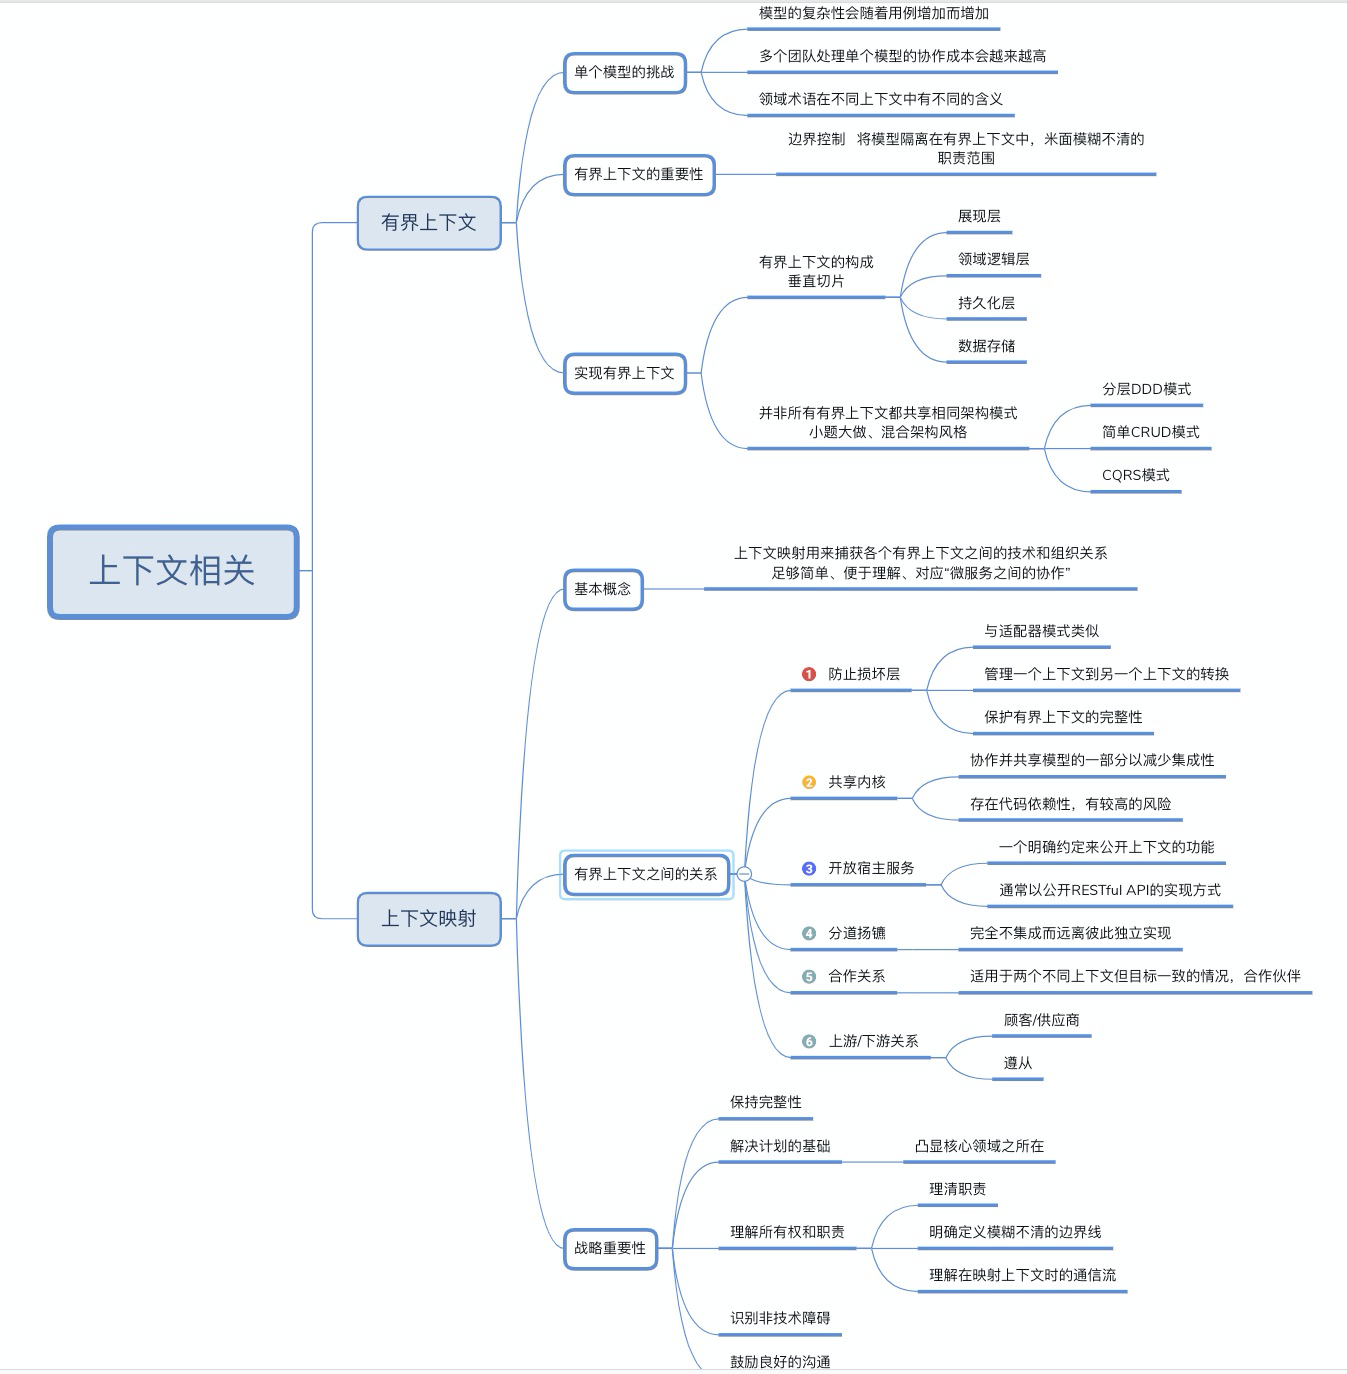 上下文相关
有界上下文
单个模型的挑战
模型的复杂性会随着用例增加而增加
多个团队处理单个模型的协作成本会越来越高
领域术语在不同上下文中有不同的含义
有界上下文的重要性
边界控制 将模型隔离在有界上下文中，米面模糊不清的
职责范围
实现有界上下文
有界上下文的构成
垂直切片
展现层
领域逻辑层
持久化层
数据存储
并非所有有界上下文都共享相同架构模式
小题大做、混合架构风格
分层DDD模式
简单CRUD模式
CQRS模式
上下文映射
基本概念
上下文映射用来捕获各个有界上下文之间的技术和组织关系
足够简单、便于理解、对应“微服务之间的协作”
有界上下文之间的关系
1 防止损坏层
与适配器模式类似
管理一个上下文到另一个上下文的转换
保护有界上下文的完整性
2 共享内核
协作并共享模型的一部分以减少集成性
存在代码依赖性，有较高的风险
3 开放宿主服务
一个明确约定来公开上下文的功能
通常以公开RESTful API的实现方式
4 分道扬镳
完全不集成而远离彼此独立实现
5 合作关系
适用于两个不同上下文但目标一致的情况，合作伙伴
6 上游/下游关系
顾客/供应商
遵从
战略重要性
保持完整性
解决计划的基础
凸显核心领域之所在
理解所有权和职责
理清职责
明确定义模糊不清的边界线
理解在映射上下文时的通信流
识别非技术障碍
鼓励良好的沟通